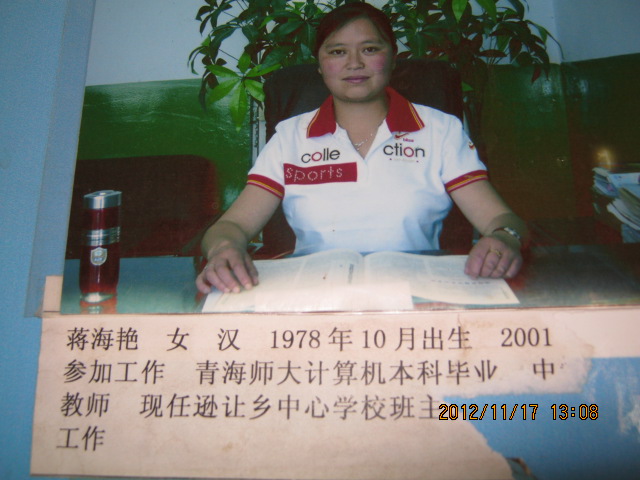 colle ction
sports
蒋海艳 女 汉 1978年10月出生 2001
参加工作 青海师大计算机本科毕业 中
教师 现任逊让乡中心学校班主
2012/11/17 13:08
工作